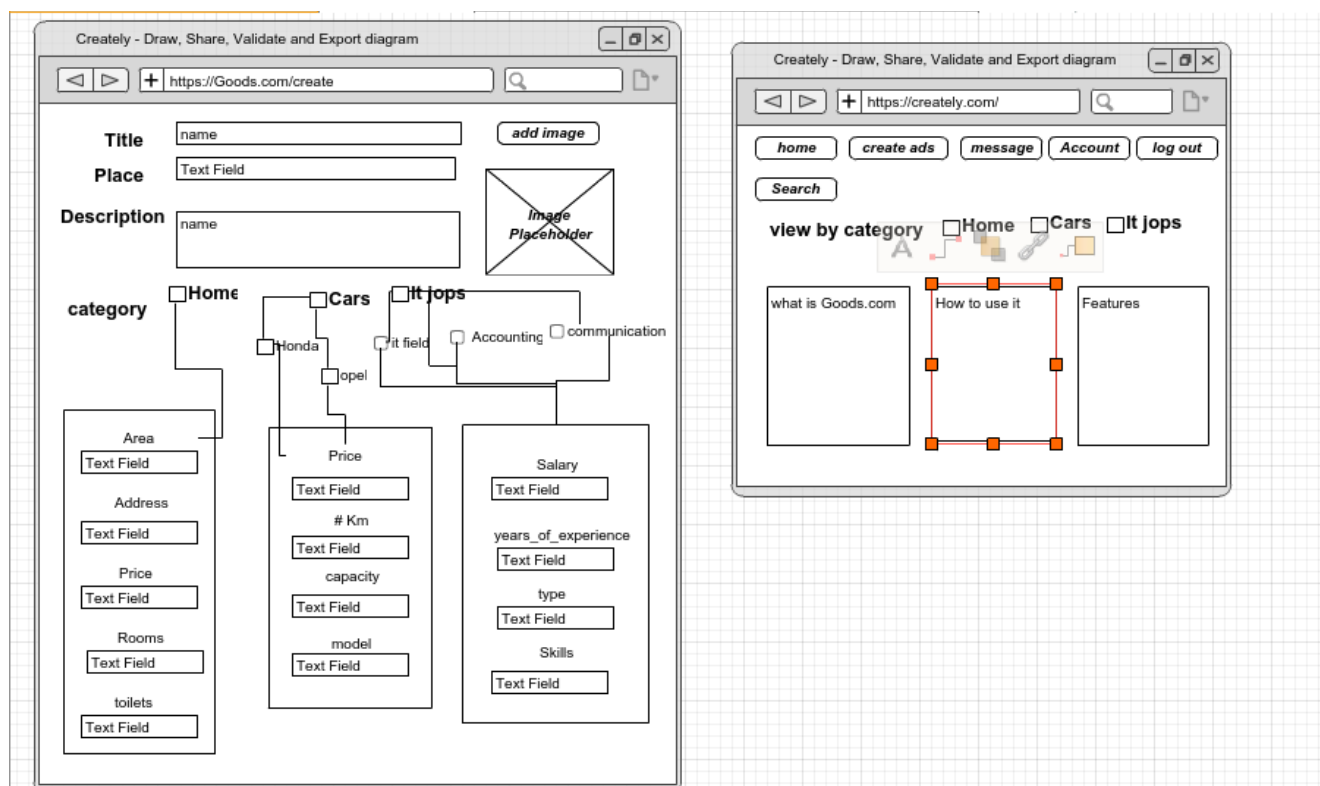 Creately - Draw, Share, Validate and Export diagram
https://Goods.com/create
Title
name
add image
Place
Text Field
Description
name
Image
Placeholder
category
Home
Cars
It jops
Honda
opel
it field
Accounting
communication
Area
Text Field
Address
Text Field
Price
Text Field
Rooms
Text Field
toilets
Text Field
Price
Text Field
# Km
Text Field
capacity
Text Field
model
Text Field
Salary
Text Field
years_of_experience
Text Field
type
Text Field
Skills
Text Field
Creately - Draw, Share, Validate and Export diagram
https://creately.com/
home
create ads
message
Account
log out
Search
view by category
Home
Cars
It jops
A
what is Goods.com
How to use it
Features